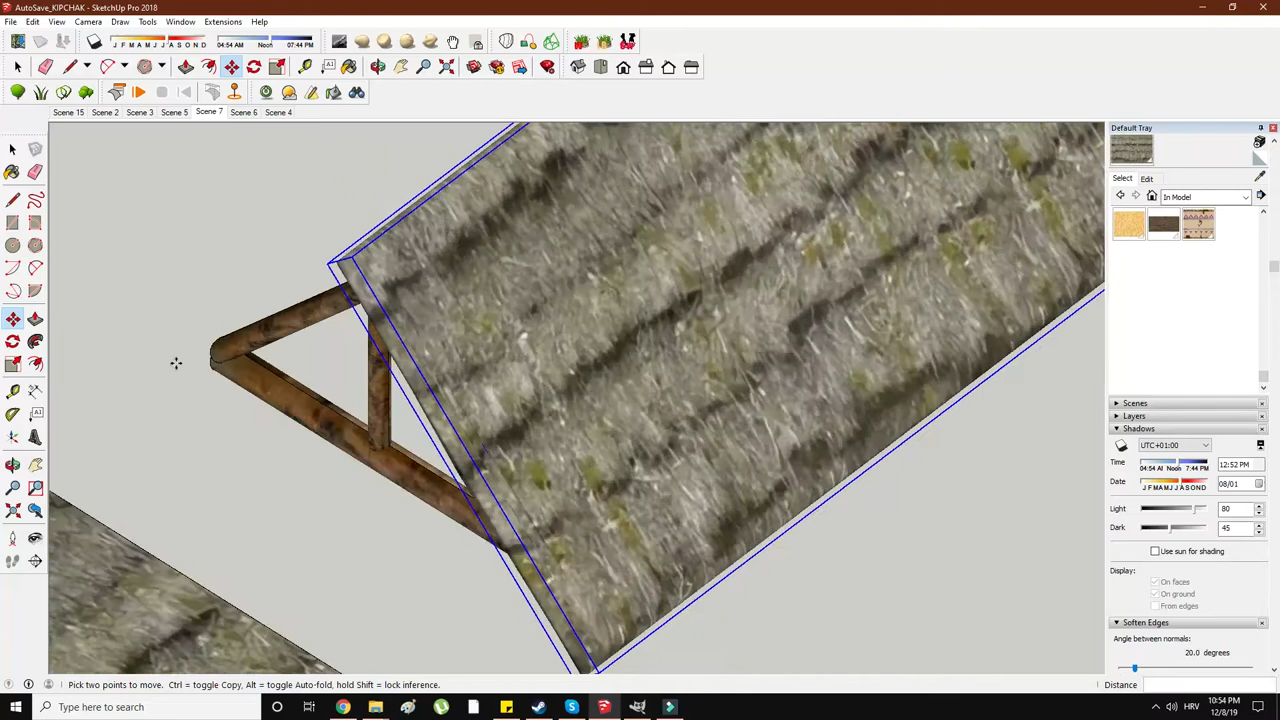 AutoSave_KIPCHAK - SketchUp Pro 2018
File Edit View Camera Draw Tools Window Extensions Help
J F M A M J J A S O N D 04:54 AM Noon 07:44 PM
Scene 15 Scene 2 Scene 3 Scene 5 Scene 7 Scene 6 Scene 4
Default Tray
Select Edit
In Model
Scenes
Layers
Shadows
UTC+01:00
Time 04:54 AM Noon 7:44 PM 12:52 PM
Date J F M A M J J A S O N D 08/01
Light 80
Dark 45
Use sun for shading
Display:
On faces
On ground
From edges
Soften Edges
Angle between normals:
20.0 degrees
Pick two points to move. Ctrl = toggle Copy, Alt = toggle Auto-fold, hold Shift = lock inference.
Distance
Type here to search
HRV
10:54 PM
12/8/19